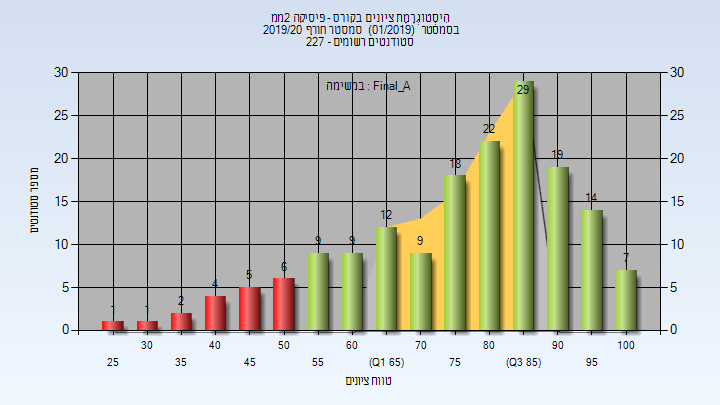 היסטוגרמת ציונים בקורס - פיסיקה 2ממ
בסמסטר (01/2019) סמסטר חורף 2019/20
סטודנטים רשומים - 227
במשימה : Final_A
מספר סטודנטים
30 30
25 25
20 20
15 15
10 10
5 5
0 0
1 1 2 4 5 6 9 9 12 9 18 22 29 19 14 7
30 40 50 60 70 80 90 100
25 35 45 55 (Q1 65) 75 (Q3 85) 95
טווח ציונים